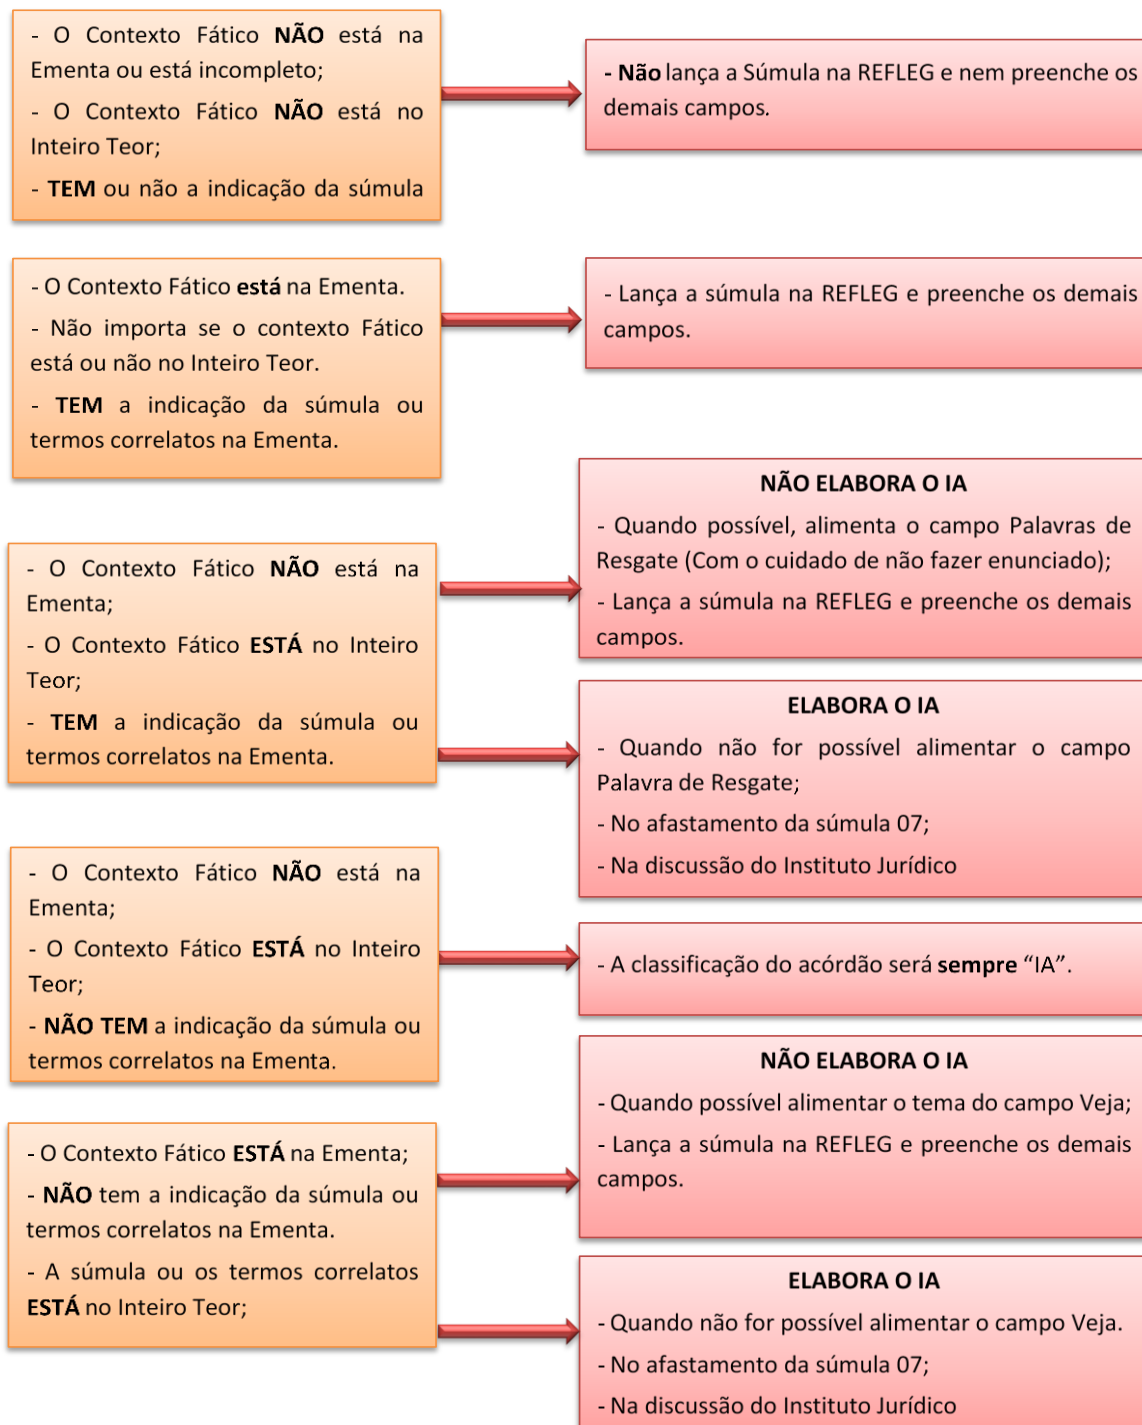 - O Contexto Fático NÃO está na
Ementa ou está incompleto;
- O Contexto Fático NÃO está no
Inteiro Teor;
- TEM ou não a indicação da súmula
- Não lança a Súmula na REFLEG e nem preenche os
demais campos.
- O Contexto Fático está na Ementa.
- Não importa se o contexto Fático
está ou não no Inteiro Teor.
- TEM a indicação da súmula ou
termos correlatos na Ementa.
- Lança a súmula na REFLEG e preenche os demais
campos.
- O Contexto Fático NÃO está na
Ementa;
- O Contexto Fático ESTÁ no Inteiro
Teor;
- TEM a indicação da súmula ou
termos correlatos na Ementa.
NÃO ELABORA O IA
- Quando possível, alimenta o campo Palavras de
Resgate (Com o cuidado de não fazer enunciado);
- Lança a súmula na REFLEG e preenche os demais
campos.
ELABORA O IA
- Quando não for possível alimentar o campo
Palavra de Resgate;
- No afastamento da súmula 07;
- Na discussão do Instituto Jurídico
- O Contexto Fático NÃO está na
Ementa;
- O Contexto Fático ESTÁ no Inteiro
Teor;
- NÃO TEM a indicação da súmula ou
termos correlatos na Ementa.
- A classificação do acórdão será sempre “IA”.
- O Contexto Fático ESTÁ na Ementa;
- NÃO tem a indicação da súmula ou
termos correlatos na Ementa.
- A súmula ou os termos correlatos
ESTÁ no Inteiro Teor;
NÃO ELABORA O IA
- Quando possível alimentar o tema do campo Veja;
- Lança a súmula na REFLEG e preenche os demais
campos.
ELABORA O IA
- Quando não for possível alimentar o campo Veja.
- No afastamento da súmula 07;
- Na discussão do Instituto Jurídico